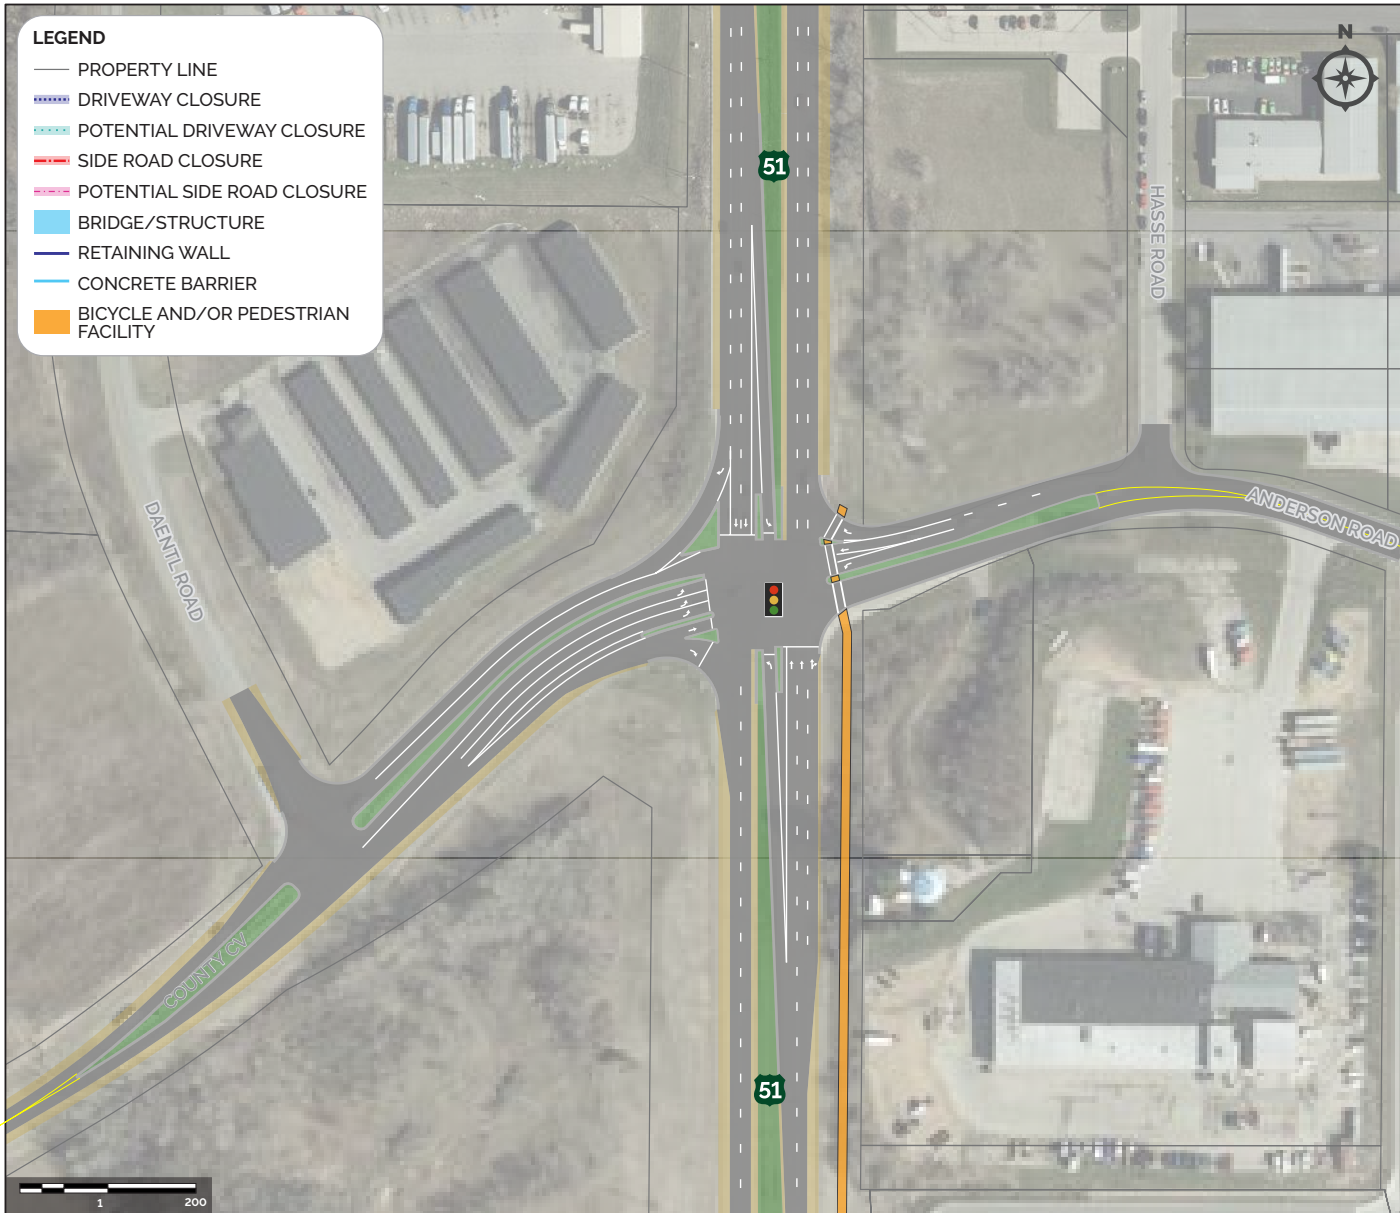 LEGEND
PROPERTY LINE
DRIVEWAY CLOSURE
POTENTIAL DRIVEWAY CLOSURE
SIDE ROAD CLOSURE
POTENTIAL SIDE ROAD CLOSURE
BRIDGE/STRUCTURE
RETAINING WALL
CONCRETE BARRIER
BICYCLE AND/OR PEDESTRIAN
FACILITY
N
51
HASSE ROAD
ANDERSON ROAD
DAENTL ROAD
COUNTY CV
51
1
200